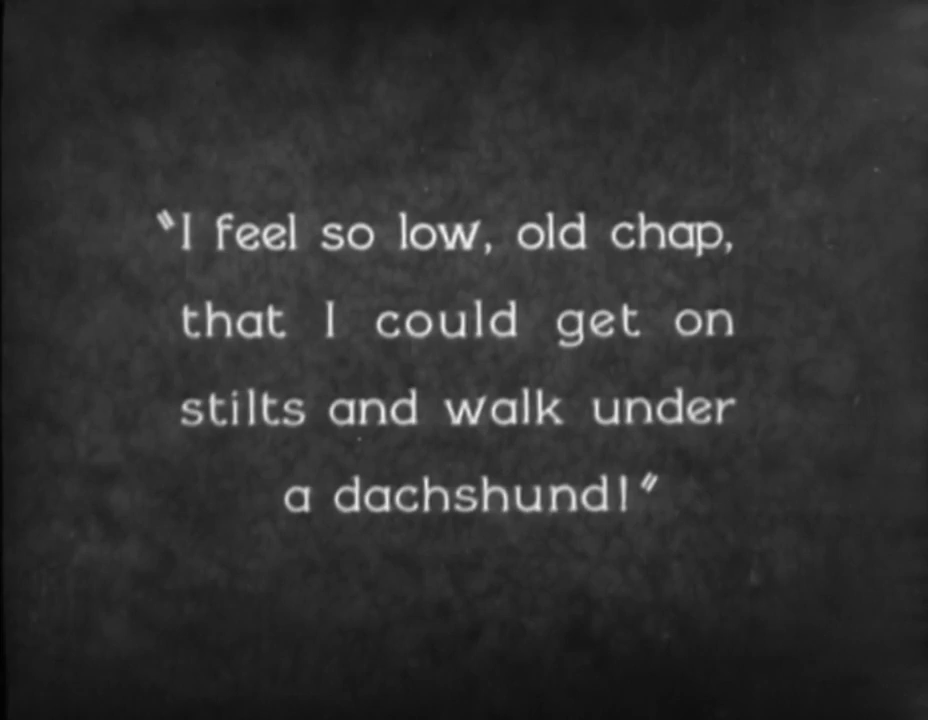 "I feel so low, old chap,
that I could get on
stilts and walk under
a dachshund!"